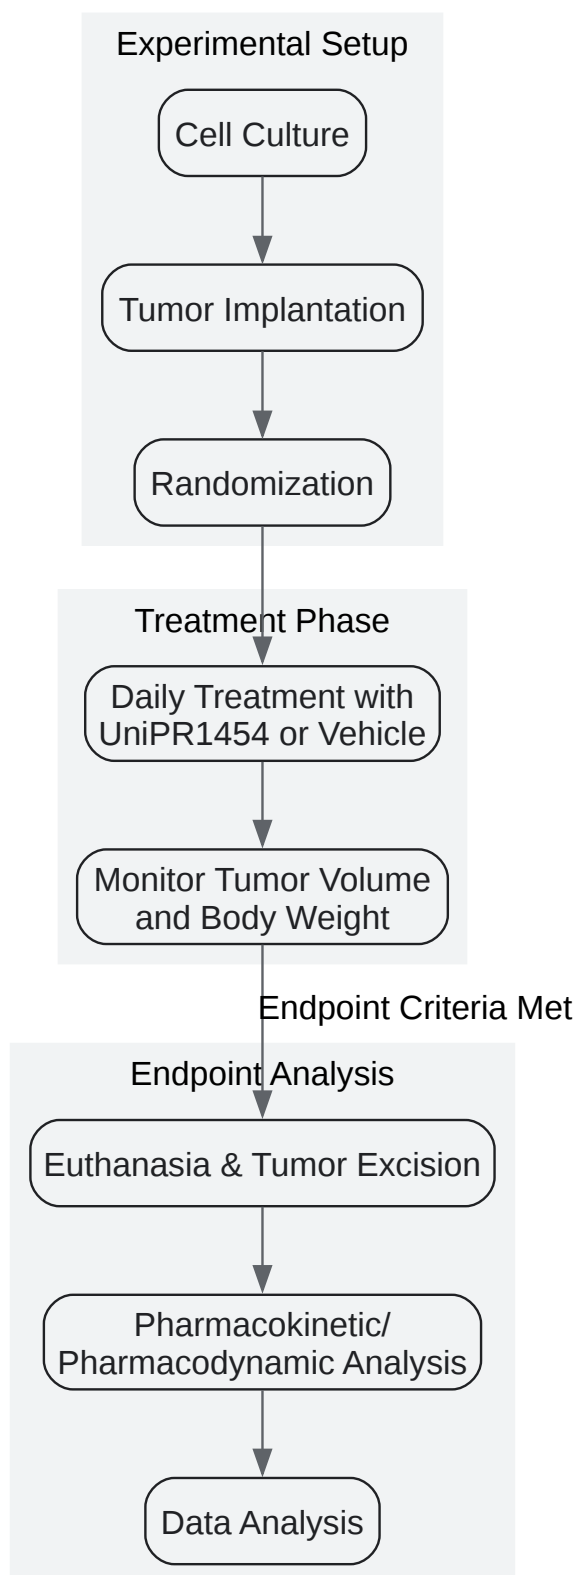 Experimental Setup
Cell Culture
Tumor Implantation
Randomization
Treatment Phase
Daily Treatment with
UniPR1454 or Vehicle
Monitor Tumor Volume
and Body Weight
Endpoint Criteria Met
Endpoint Analysis
Euthanasia & Tumor Excision
Pharmacokinetic/
Pharmacodynamic Analysis
Data Analysis